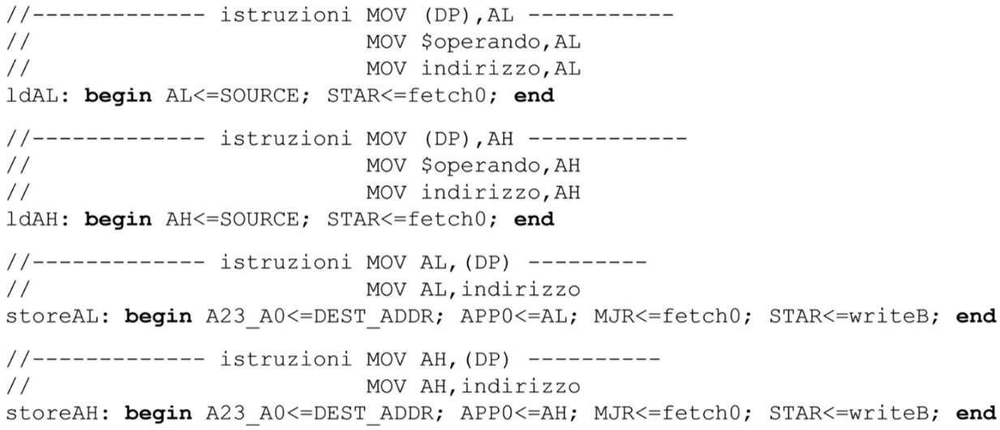 //------------- istruzioni MOV (DP),AL -----------
// MOV $operando,AL
// MOV indirizzo,AL
ldAL: begin AL<=SOURCE; STAR<=fetch0; end
//------------- istruzioni MOV (DP),AH ------------
// MOV $operando,AH
// MOV indirizzo,AH
ldAH: begin AH<=SOURCE; STAR<=fetch0; end
//------------- istruzioni MOV AL,(DP) ---------
// MOV AL,indirizzo
storeAL: begin A23_A0<=DEST_ADDR; APP0<=AL; MJR<=fetch0; STAR<=writeB; end
//------------- istruzioni MOV AH,(DP) ----------
// MOV AH,indirizzo
storeAH: begin A23_A0<=DEST_ADDR; APP0<=AH; MJR<=fetch0; STAR<=writeB; end